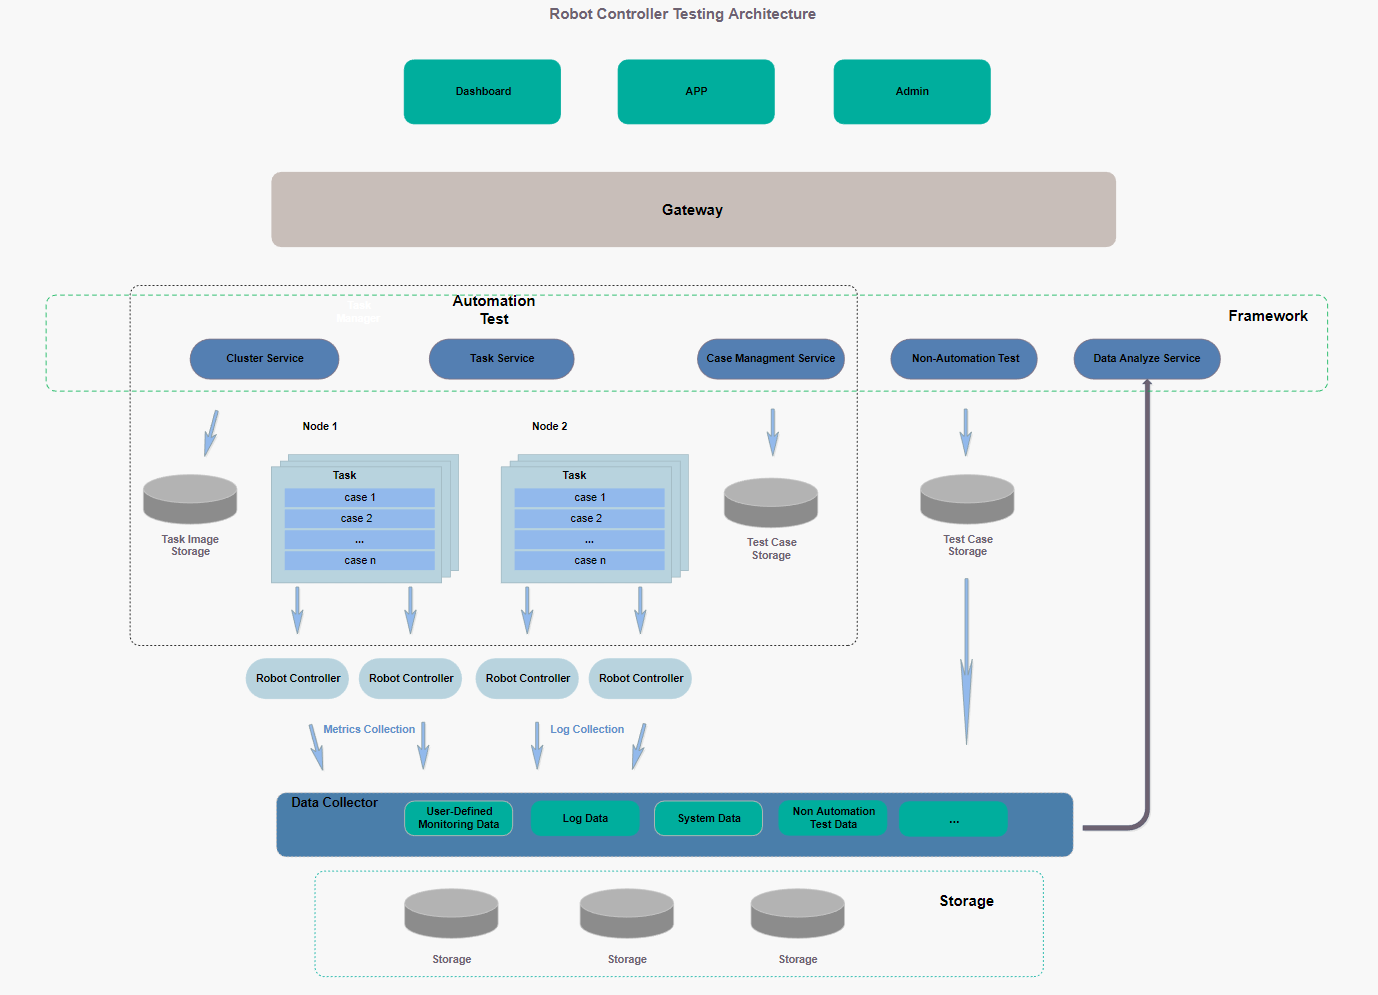 Robot Controller Testing Architecture
Dashboard
APP
Admin
Gateway
Manager
Automation
Test
Framework
Cluster Service
Task Service
Case Managment Service
Non-Automation Test
Data Analyze Service
Node 1
Node 2
Task
case 1
case 2
...
case n
Task
case 1
case 2
...
case n
Task Image
Storage
Test Case
Storage
Test Case
Storage
Robot Controller
Robot Controller
Robot Controller
Robot Controller
Metrics Collection
Log Collection
Data Collector
User-Defined
Monitoring Data
Log Data
System Data
Non Automation
Test Data
...
Storage
Storage
Storage
Storage